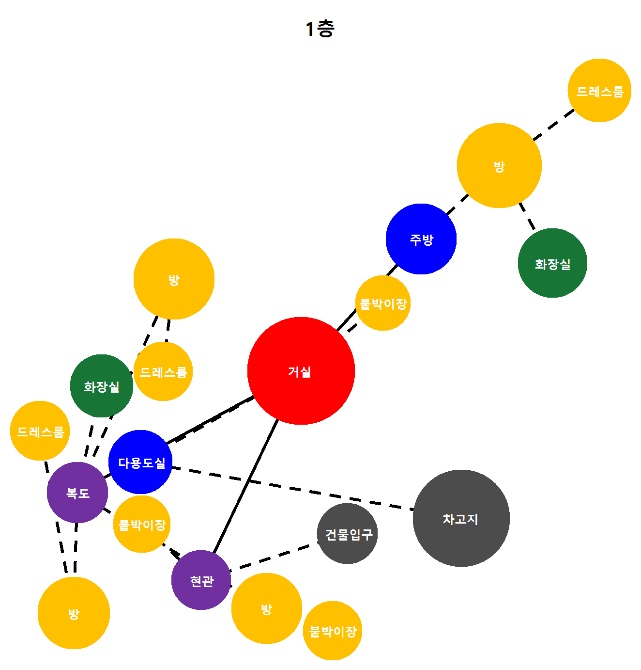 1층
드레스룸
방
주방
화장실
방
붙박이장
거실
드레스룸
화장실
드레스룸
다용도실
복도
붙박이장
차고지
건물입구
현관
방
방
붙박이장